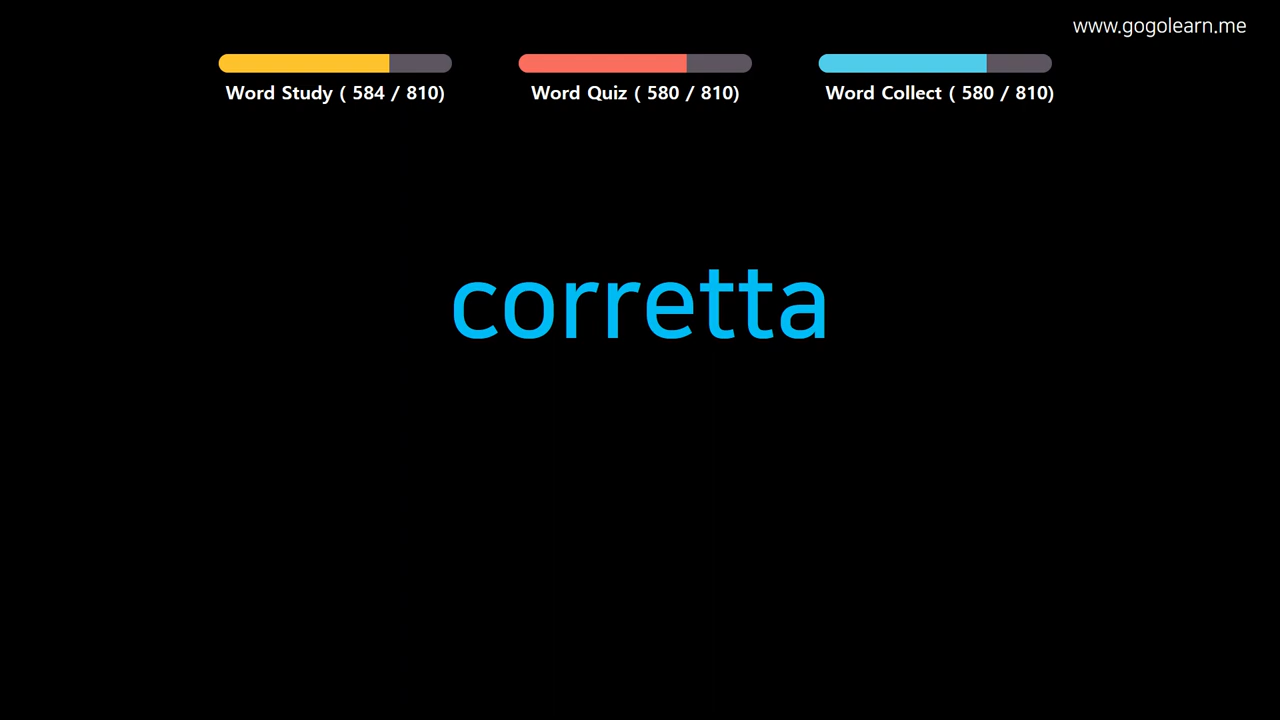 www.gogolearn.me
Word Study ( 584 / 810)
Word Quiz ( 580 / 810)
Word Collect ( 580 / 810)
corretta